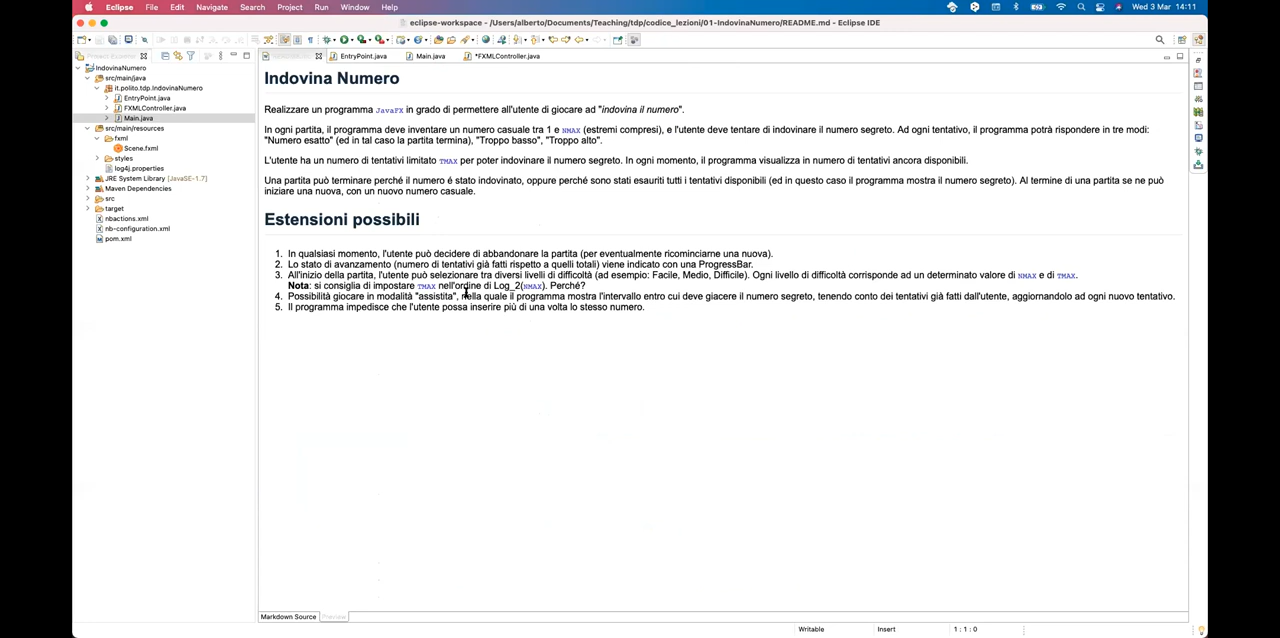 Eclipse File Edit Navigate Search Project Run Window Help Wed 3 Mar 14:11
eclipse-workspace - /Users/alberto/Documents/Teaching/tdp/codice_lezioni/01-IndovinaNumero/README.md - Eclipse IDE
Project Explorer EntryPoint.java Main.java *FXMLController.java
IndovinaNumero
src/main/java
it.polito.tdp.IndovinaNumero
EntryPoint.java
FXMLController.java
Main.java
src/main/resources
fxml
Scene.fxml
styles
log4j.properties
JRE System Library [JavaSE-1.7]
Maven Dependencies
src
target
nbactions.xml
nb-configuration.xml
pom.xml
Indovina Numero
Realizzare un programma JavaFX in grado di permettere all'utente di giocare ad "indovina il numero".
In ogni partita, il programma deve inventare un numero casuale tra 1 e NMAX (estremi compresi), e l'utente deve tentare di indovinare il numero segreto. Ad ogni tentativo, il programma potrà rispondere in tre modi:
"Numero esatto" (ed in tal caso la partita termina), "Troppo basso", "Troppo alto".
L'utente ha un numero di tentativi limitato TMAX per poter indovinare il numero segreto. In ogni momento, il programma visualizza in numero di tentativi ancora disponibili.
Una partita può terminare perché il numero é stato indovinato, oppure perché sono stati esauriti tutti i tentativi disponibili (ed in questo caso il programma mostra il numero segreto). Al termine di una partita se ne può
iniziare una nuova, con un nuovo numero casuale.
Estensioni possibili
1. In qualsiasi momento, l'utente può decidere di abbandonare la partita (per eventualmente ricominciarne una nuova).
2. Lo stato di avanzamento (numero di tentativi già fatti rispetto a quelli totali) viene indicato con una ProgressBar.
3. All'inizio della partita, l'utente può selezionare tra diversi livelli di difficoltà (ad esempio: Facile, Medio, Difficile). Ogni livello di difficoltà corrisponde ad un determinato valore di NMAX e di TMAX.
Nota: si consiglia di impostare TMAX nell'ordine di Log_2(NMAX). Perché?
4. Possibilità giocare in modalità "assistita", nella quale il programma mostra l'intervallo entro cui deve giacere il numero segreto, tenendo conto dei tentativi già fatti dall'utente, aggiornandolo ad ogni nuovo tentativo.
5. Il programma impedisce che l'utente possa inserire più di una volta lo stesso numero.
Markdown Source Preview
Writable Insert 1 : 1 : 0